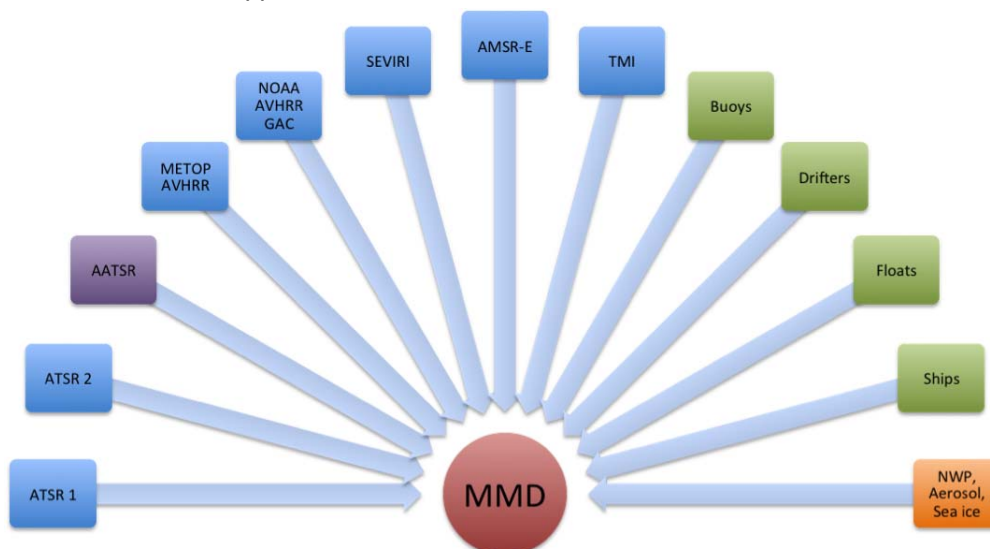 AMSR-E
SEVIRI
TMI
NOAA
AVHRR
GAC
Buoys
METOP
AVHRR
Drifters
AATSR
Floats
ATSR 2
Ships
ATSR 1
MMD
NWP,
Aerosol,
Sea ice